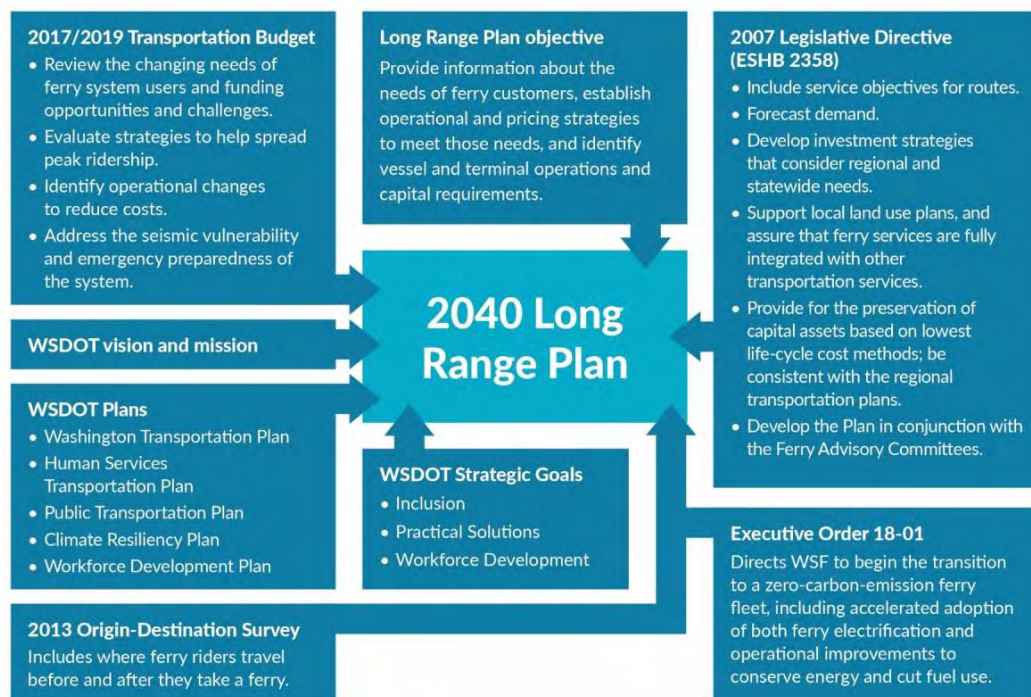 2017/2019 Transportation Budget
• Review the changing needs of
ferry system users and funding
opportunities and challenges.
• Evaluate strategies to help spread
peak ridership.
• Identify operational changes
to reduce costs.
• Address the seismic vulnerability
and emergency preparedness of
the system.
Long Range Plan objective
Provide information about the
needs of ferry customers, establish
operational and pricing strategies
to meet those needs, and identify
vessel and terminal operations and
capital requirements.
2007 Legislative Directive
(ESHB 2358)
• Include service objectives for routes.
• Forecast demand.
• Develop investment strategies
that consider regional and
statewide needs.
• Support local land use plans, and
assure that ferry services are fully
integrated with other
transportation services.
• Provide for the preservation of
capital assets based on lowest
life-cycle cost methods; be
consistent with the regional
transportation plans.
• Develop the Plan in conjunction with
the Ferry Advisory Committees.
2040 Long
Range Plan
WSDOT vision and mission
WSDOT Plans
• Washington Transportation Plan
• Human Services
Transportation Plan
• Public Transportation Plan
• Climate Resiliency Plan
• Workforce Development Plan
WSDOT Strategic Goals
• Inclusion
• Practical Solutions
• Workforce Development
Executive Order 18-01
Directs WSF to begin the transition
to a zero-carbon-emission ferry
fleet, including accelerated adoption
of both ferry electrification and
operational improvements to
conserve energy and cut fuel use.
2013 Origin-Destination Survey
Includes where ferry riders travel
before and after they take a ferry.